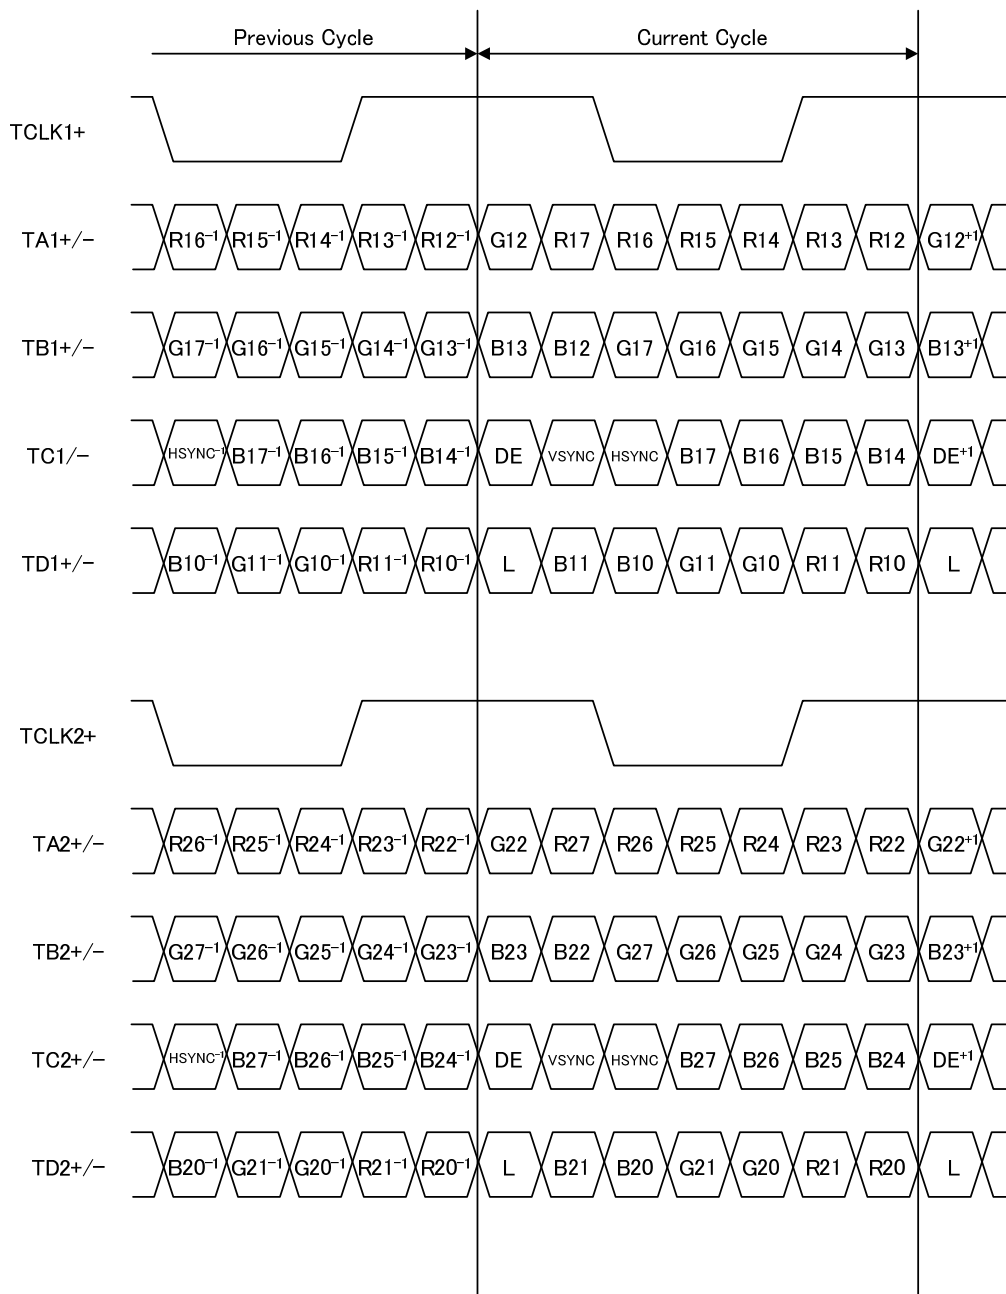 Previous Cycle Current Cycle
TCLK1+
TA1+/− R16⁻¹ R15⁻¹ R14⁻¹ R13⁻¹ R12⁻¹ G12 R17 R16 R15 R14 R13 R12 G12⁺¹
TB1+/− G17⁻¹ G16⁻¹ G15⁻¹ G14⁻¹ G13⁻¹ B13 B12 G17 G16 G15 G14 G13 B13⁺¹
TC1/− HSYNC⁻¹ B17⁻¹ B16⁻¹ B15⁻¹ B14⁻¹ DE VSYNC HSYNC B17 B16 B15 B14 DE⁺¹
TD1+/− B10⁻¹ G11⁻¹ G10⁻¹ R11⁻¹ R10⁻¹ L B11 B10 G11 G10 R11 R10 L
TCLK2+
TA2+/− R26⁻¹ R25⁻¹ R24⁻¹ R23⁻¹ R22⁻¹ G22 R27 R26 R25 R24 R23 R22 G22⁺¹
TB2+/− G27⁻¹ G26⁻¹ G25⁻¹ G24⁻¹ G23⁻¹ B23 B22 G27 G26 G25 G24 G23 B23⁺¹
TC2+/− HSYNC⁻¹ B27⁻¹ B26⁻¹ B25⁻¹ B24⁻¹ DE VSYNC HSYNC B27 B26 B25 B24 DE⁺¹
TD2+/− B20⁻¹ G21⁻¹ G20⁻¹ R21⁻¹ R20⁻¹ L B21 B20 G21 G20 R21 R20 L